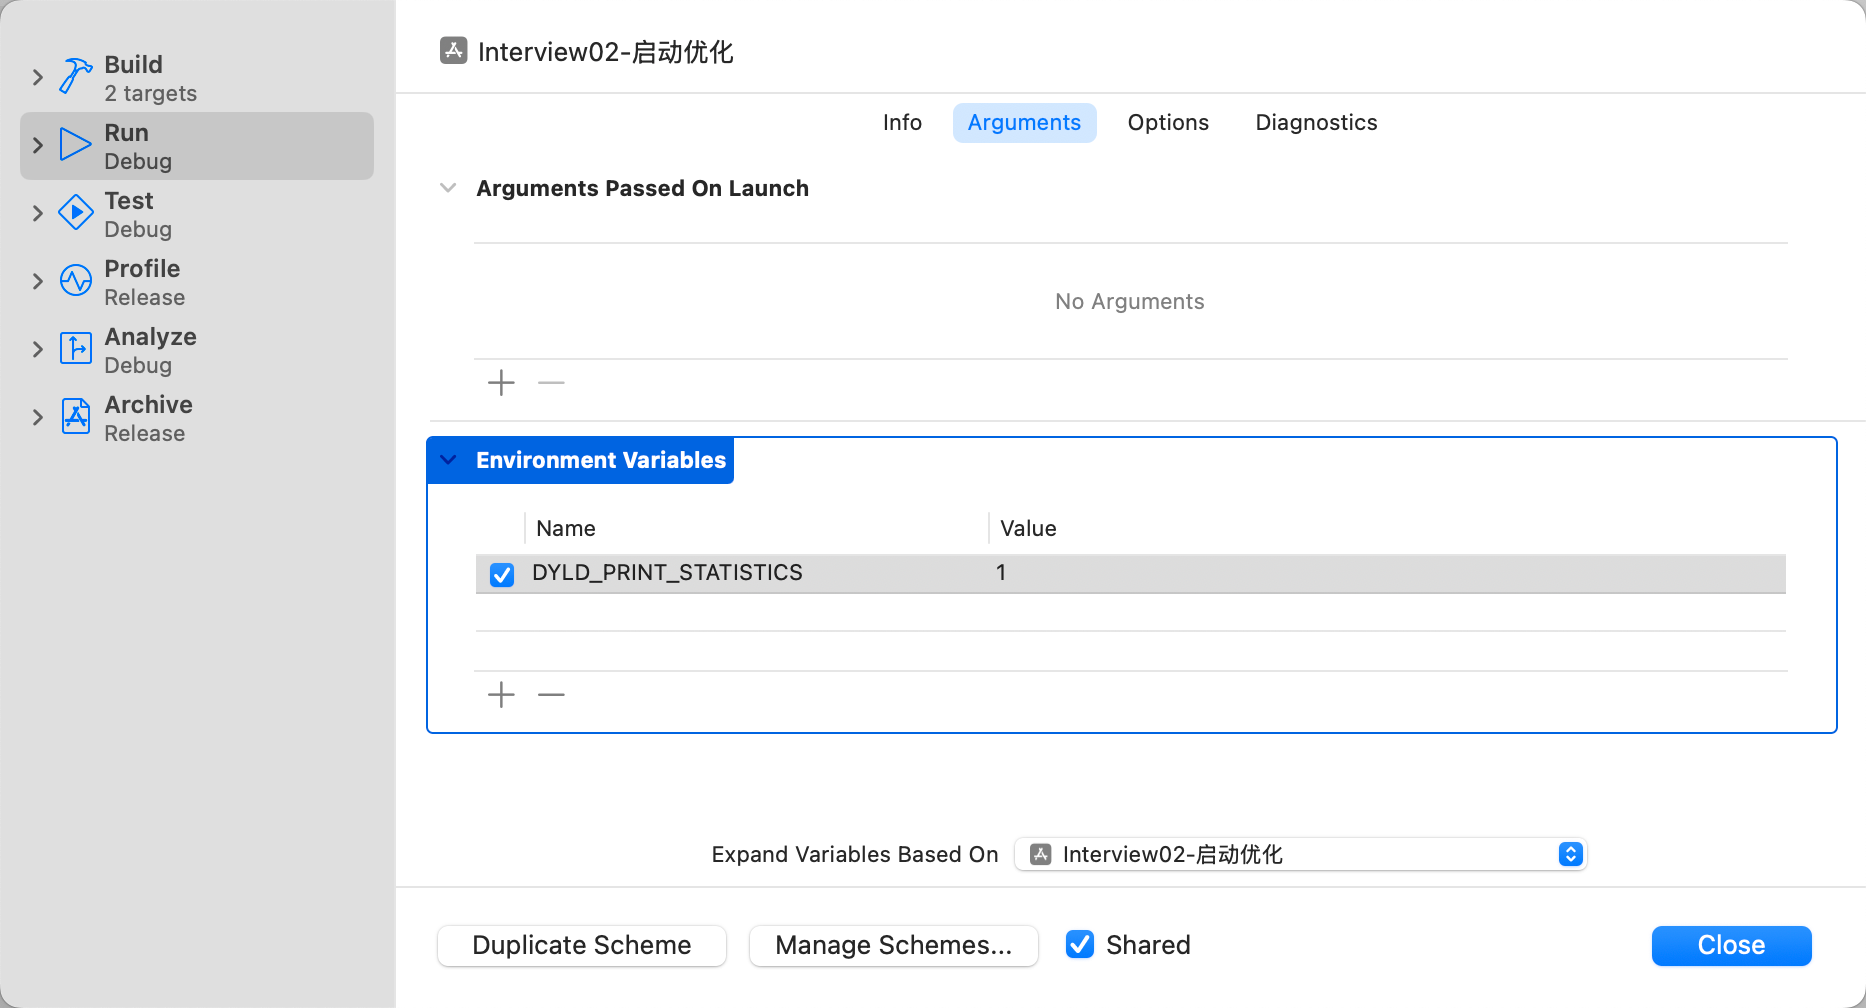 Build
2 targets
Run
Debug
Test
Debug
Profile
Release
Analyze
Debug
Archive
Release
Interview02-启动优化
Info Arguments Options Diagnostics
Arguments Passed On Launch
No Arguments
Environment Variables
Name Value
DYLD_PRINT_STATISTICS 1
Expand Variables Based On Interview02-启动优化
Duplicate Scheme Manage Schemes... Shared Close